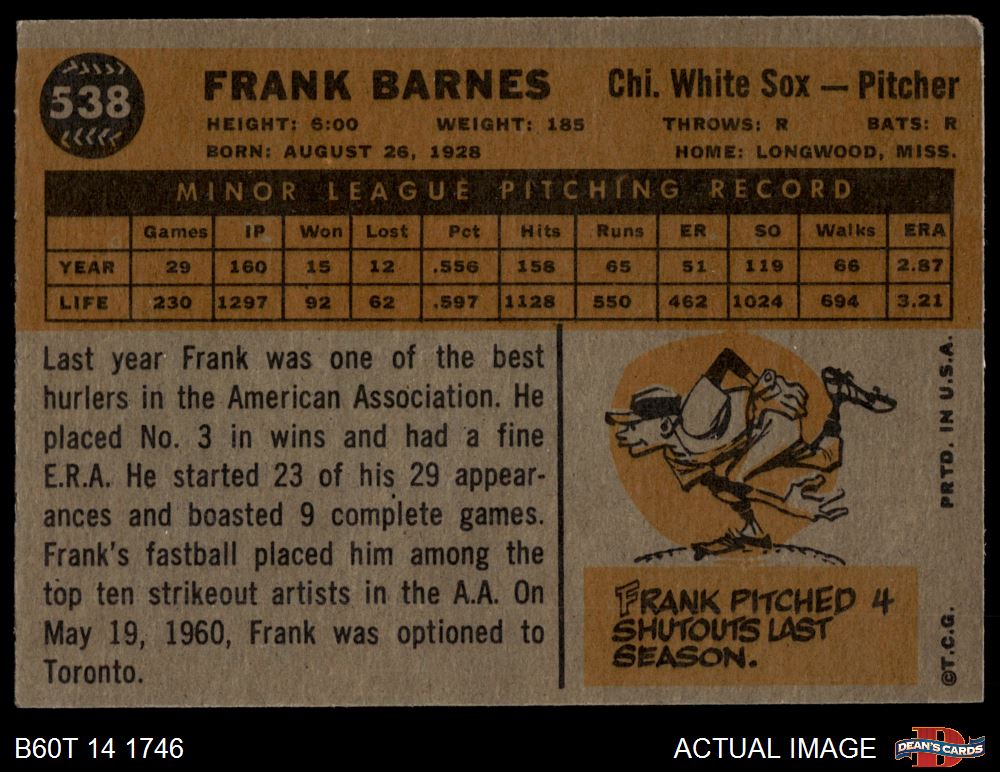 538
FRANK BARNES
Chi. White Sox — Pitcher
HEIGHT: 6:00 WEIGHT: 185 THROWS: R BATS: R
BORN: AUGUST 26, 1928 HOME: LONGWOOD, MISS.
MINOR LEAGUE PITCHING RECORD
Games IP Won Lost Pct Hits Runs ER SO Walks ERA
YEAR 29 160 15 12 .556 158 65 51 119 66 2.87
LIFE 230 1297 92 62 .597 1128 550 462 1024 694 3.21
Last year Frank was one of the best
hurlers in the American Association. He
placed No. 3 in wins and had a fine
E.R.A. He started 23 of his 29 appear-
ances and boasted 9 complete games.
Frank's fastball placed him among the
top ten strikeout artists in the A.A. On
May 19, 1960, Frank was optioned to
Toronto.
FRANK PITCHED 4
SHUTOUTS LAST
SEASON.
©T.C.G. PRTD. IN U.S.A.
B60T 14 1746
ACTUAL IMAGE
D
DEAN'S CARDS